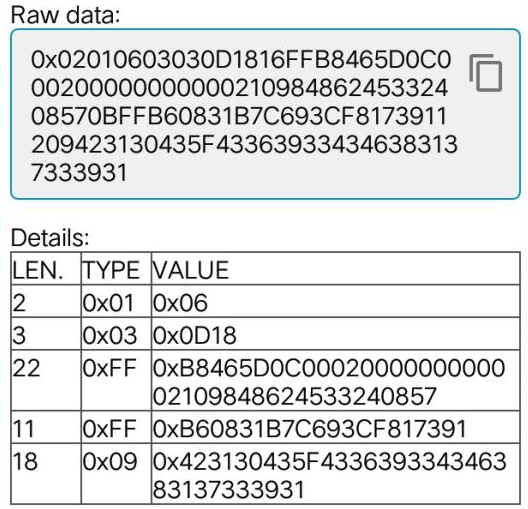 Raw data:
0x02010603030D1816FFB8465D0C0
00200000000000210984862453324
08570BFFB60831B7C693CF8173911
209423130435F43363933434638313
7333931
Details:
LEN. TYPE VALUE
2 0x01 0x06
3 0x03 0x0D18
22 0xFF 0xB8465D0C00020000000000
02109848624533240857
11 0xFF 0xB60831B7C693CF817391
18 0x09 0x423130435F4336393343463
83137333931